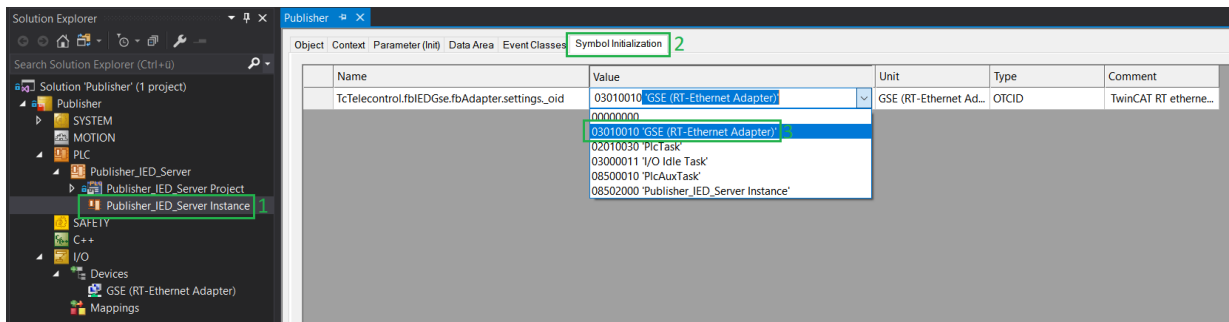 Solution Explorer
Search Solution Explorer (Ctrl+ü)
Solution 'Publisher' (1 project)
Publisher
SYSTEM
MOTION
PLC
Publisher_IED_Server
Publisher_IED_Server Project
Publisher_IED_Server Instance 1
SAFETY
C++
I/O
Devices
GSE (RT-Ethernet Adapter)
Mappings
Publisher
Object Context Parameter (Init) Data Area Event Classes Symbol Initialization 2
Name Value Unit Type Comment
TcTelecontrol.fbIEDGse.fbAdapter.settings._oid 03010010 'GSE (RT-Ethernet Adapter)' GSE (RT-Ethernet Ad... OTCID TwinCAT RT etherne...
00000000
03010010 'GSE (RT-Ethernet Adapter)' 3
02010030 'PlcTask'
03000011 'I/O Idle Task'
08500010 'PlcAuxTask'
08502000 'Publisher_IED_Server Instance'